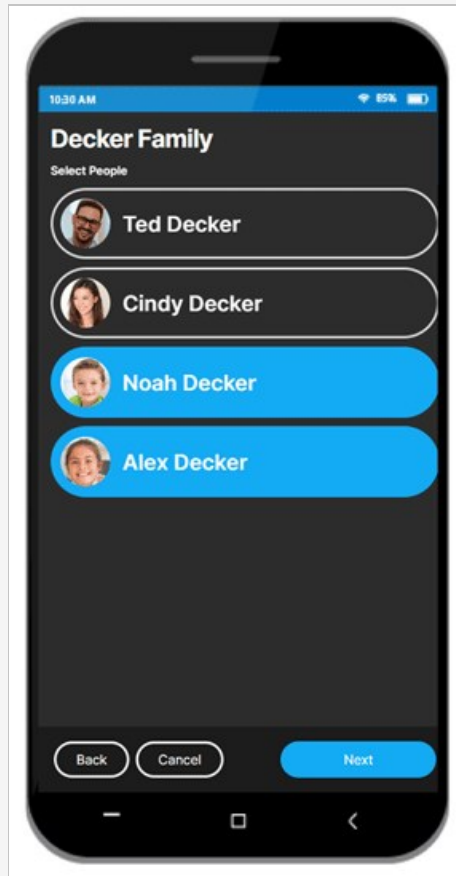 10:30 AM 85%
Decker Family
Select People
Ted Decker
Cindy Decker
Noah Decker
Alex Decker
Back Cancel Next